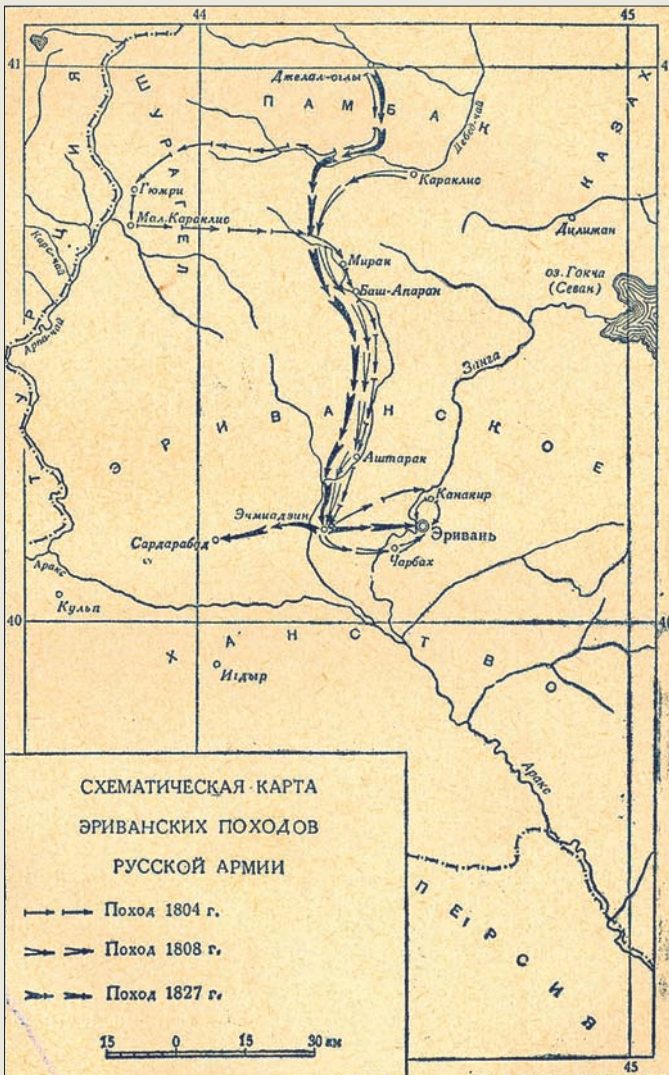 44
45
41
4
Джелал-оглы
ПАМБАК
ШУРАГЕЛ
ТУРЦИЯ
КАЗАХ
Дебед-чай
Караклис
Гюмри
Мал. Караклис
Дилижан
Карс-чай
Миран
оз. Гокча
(Севан)
Баш-Апаран
Арпа-чай
Занга
ЭРИВАНСКОЕ
Аштарак
Канакир
Эчмиадзин
Эривань
Сардарабад
Чарбах
Аракс
Кульп
40
40
ХАНСТВО
Игдыр
Аракс
ПЕРСИЯ
СХЕМАТИЧЕСКАЯ КАРТА
ЭРИВАНСКИХ ПОХОДОВ
РУССКОЙ АРМИИ
Поход 1804 г.
Поход 1808 г.
Поход 1827 г.
15 0 15 30 км
45